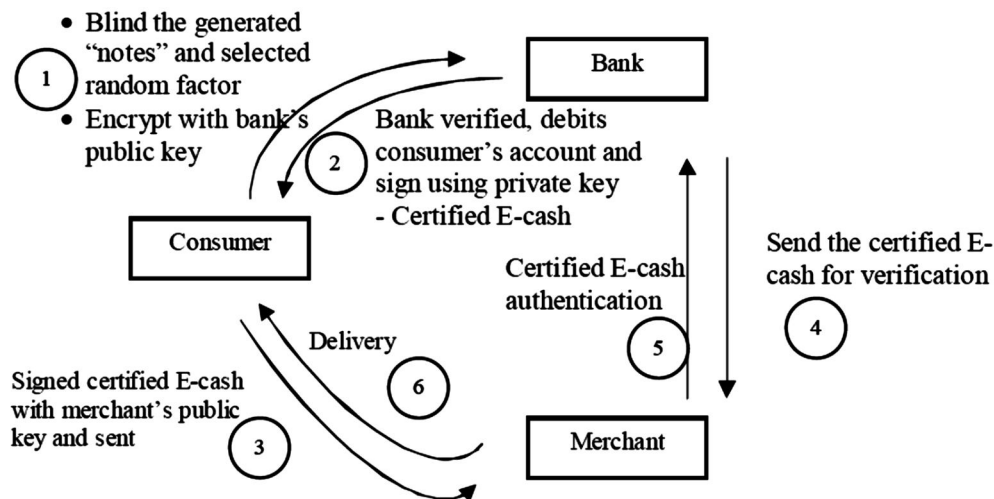 1
• Blind the generated
“notes” and selected
random factor
• Encrypt with bank’s
public key
Bank
2
Bank verified, debits
consumer’s account and
sign using private key
- Certified E-cash
Consumer
Certified E-cash
authentication
5
Send the certified E-
cash for verification
4
Delivery
6
Signed certified E-cash
with merchant’s public
key and sent
3
Merchant